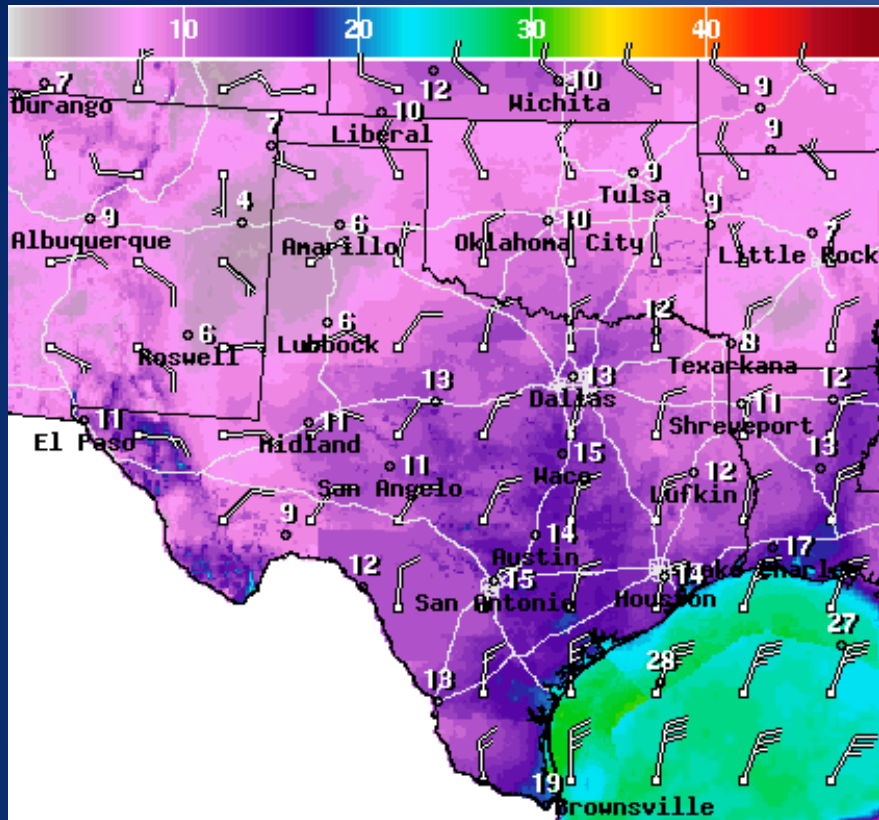 10 20 30 40
7 12 10 9
Durango Wichita
10
Liberal
7 9
9
Tulsa
9 4 6 10 9 7
Albuquerque Amarillo Oklahoma City Little Rock
6 6 12 8
Roswell Lubbock Texarkana
13 13 12
Dallas
11 11 11
El Paso Midland Shreveport
11 15 12 13
San Angelo Waco Lufkin
9 14 17
Austin
12 15 14 Lake Charles
San Antonio Houston
27
28
13
19
Brownsville